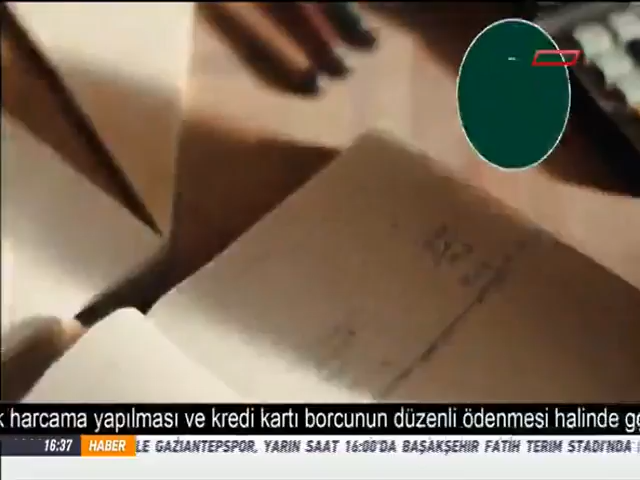 harcama yapılması ve kredi kartı borcunun düzenli ödenmesi halinde
16:37 HABER LE GAZİANTEPSPOR, YARIN SAAT 16:00'DA BAŞAKŞEHİR FATİH TERİM STADI'NDA